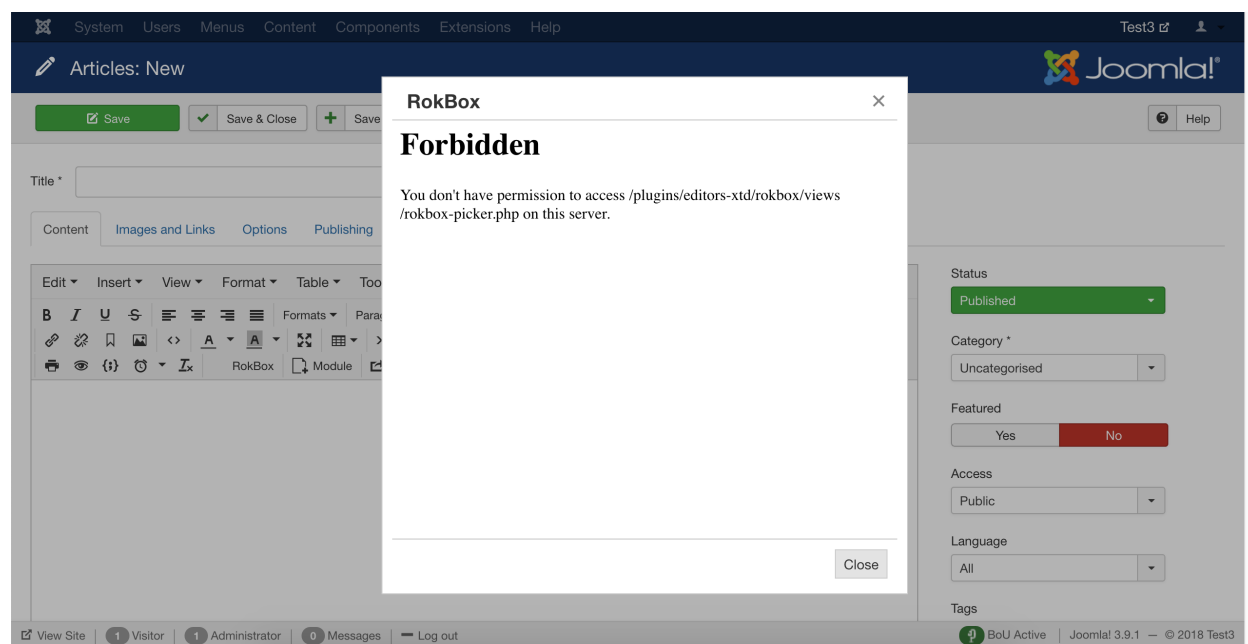 System Users Menus Content Components Extensions Help Test3
Articles: New Joomla!®
RokBox ×
Save Save & Close Save Help
Forbidden
Title *
You don't have permission to access /plugins/editors-xtd/rokbox/views
/rokbox-picker.php on this server.
Content Images and Links Options Publishing
Edit Insert View Format Table Too
Status
B I U S Formats Para
Published
A A
Category *
{;} Ix RokBox Module
Uncategorised
Featured
Yes No
Access
Public
Language
Close
All
Tags
View Site 1 Visitor 1 Administrator 0 Messages Log out BoU Active Joomla! 3.9.1 — © 2018 Test3